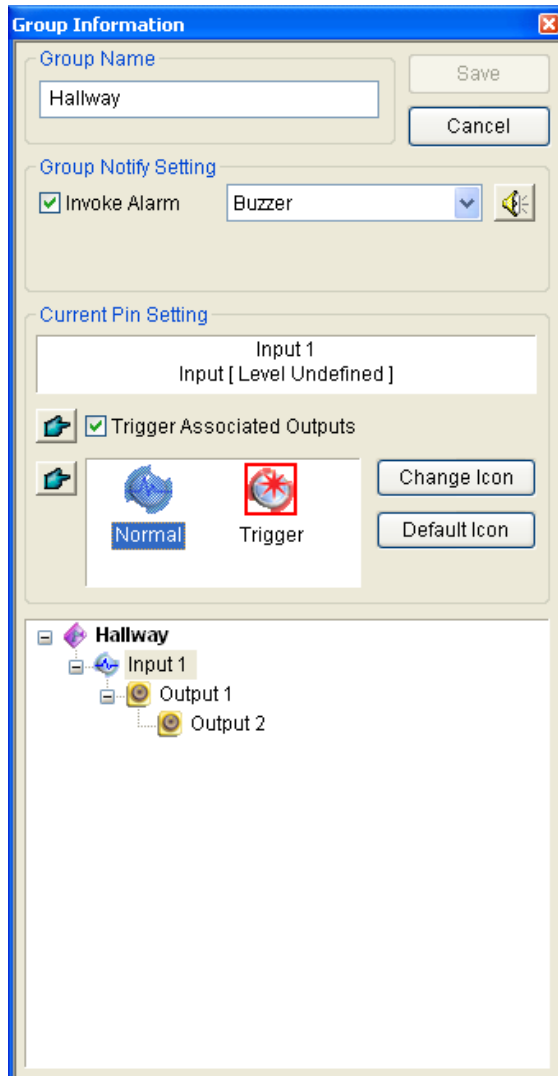 Group Information
Group Name
Save
Hallway
Cancel
Group Notify Setting
Invoke Alarm
Buzzer
Current Pin Setting
Input 1
Input [ Level Undefined ]
Trigger Associated Outputs
Change Icon
Normal
Trigger
Default Icon
Hallway
Input 1
Output 1
Output 2